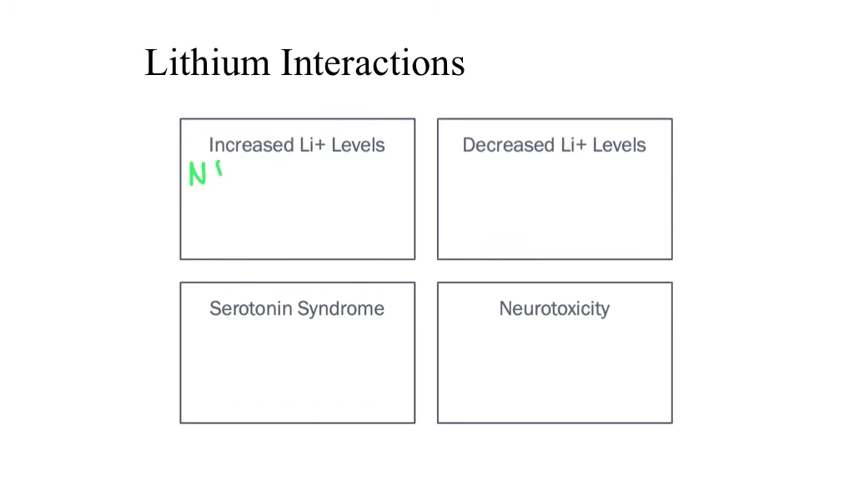 Lithium Interactions
Increased Li+ Levels
N
Decreased Li+ Levels
Serotonin Syndrome
Neurotoxicity